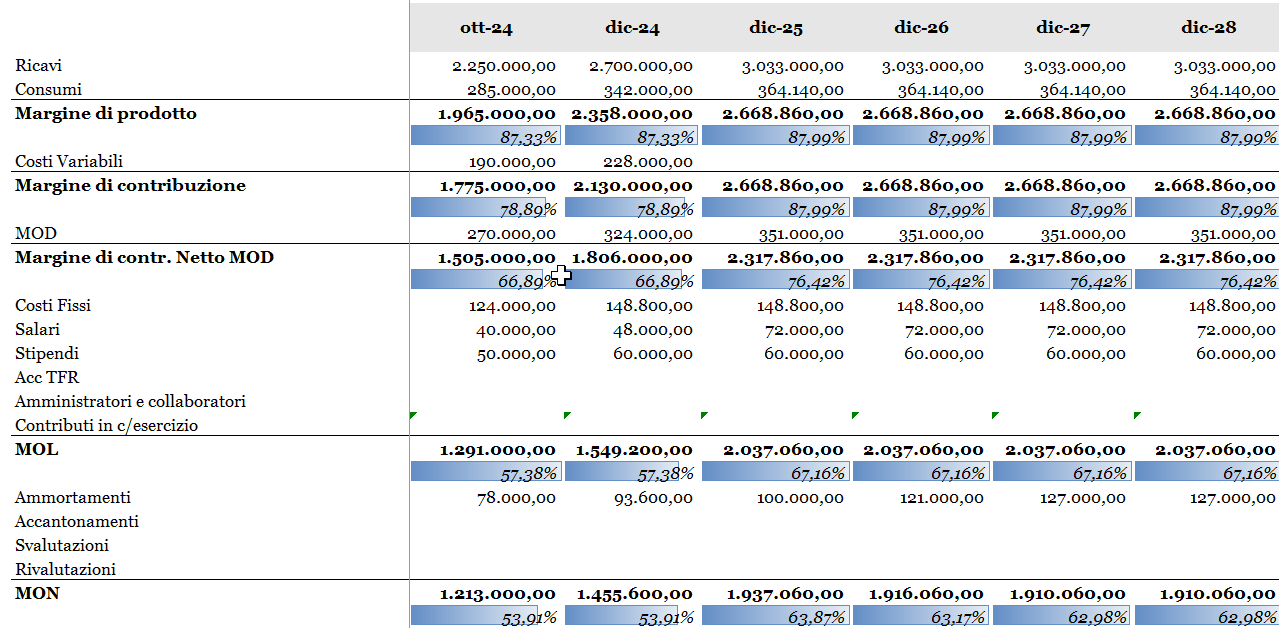 ott-24 dic-24 dic-25 dic-26 dic-27 dic-28
Ricavi 2.250.000,00 2.700.000,00 3.033.000,00 3.033.000,00 3.033.000,00 3.033.000,00
Consumi 285.000,00 342.000,00 364.140,00 364.140,00 364.140,00 364.140,00
Margine di prodotto 1.965.000,00 2.358.000,00 2.668.860,00 2.668.860,00 2.668.860,00 2.668.860,00
87,33% 87,33% 87,99% 87,99% 87,99% 87,99%
Costi Variabili 190.000,00 228.000,00
Margine di contribuzione 1.775.000,00 2.130.000,00 2.668.860,00 2.668.860,00 2.668.860,00 2.668.860,00
78,89% 78,89% 87,99% 87,99% 87,99% 87,99%
MOD 270.000,00 324.000,00 351.000,00 351.000,00 351.000,00 351.000,00
Margine di contr. Netto MOD 1.505.000,00 1.806.000,00 2.317.860,00 2.317.860,00 2.317.860,00 2.317.860,00
66,89% 66,89% 76,42% 76,42% 76,42% 76,42%
Costi Fissi 124.000,00 148.800,00 148.800,00 148.800,00 148.800,00 148.800,00
Salari 40.000,00 48.000,00 72.000,00 72.000,00 72.000,00 72.000,00
Stipendi 50.000,00 60.000,00 60.000,00 60.000,00 60.000,00 60.000,00
Acc TFR
Amministratori e collaboratori
Contributi in c/esercizio
MOL 1.291.000,00 1.549.200,00 2.037.060,00 2.037.060,00 2.037.060,00 2.037.060,00
57,38% 57,38% 67,16% 67,16% 67,16% 67,16%
Ammortamenti 78.000,00 93.600,00 100.000,00 121.000,00 127.000,00 127.000,00
Accantonamenti
Svalutazioni
Rivalutazioni
MON 1.213.000,00 1.455.600,00 1.937.060,00 1.916.060,00 1.910.060,00 1.910.060,00
53,91% 53,91% 63,87% 63,17% 62,98% 62,98%